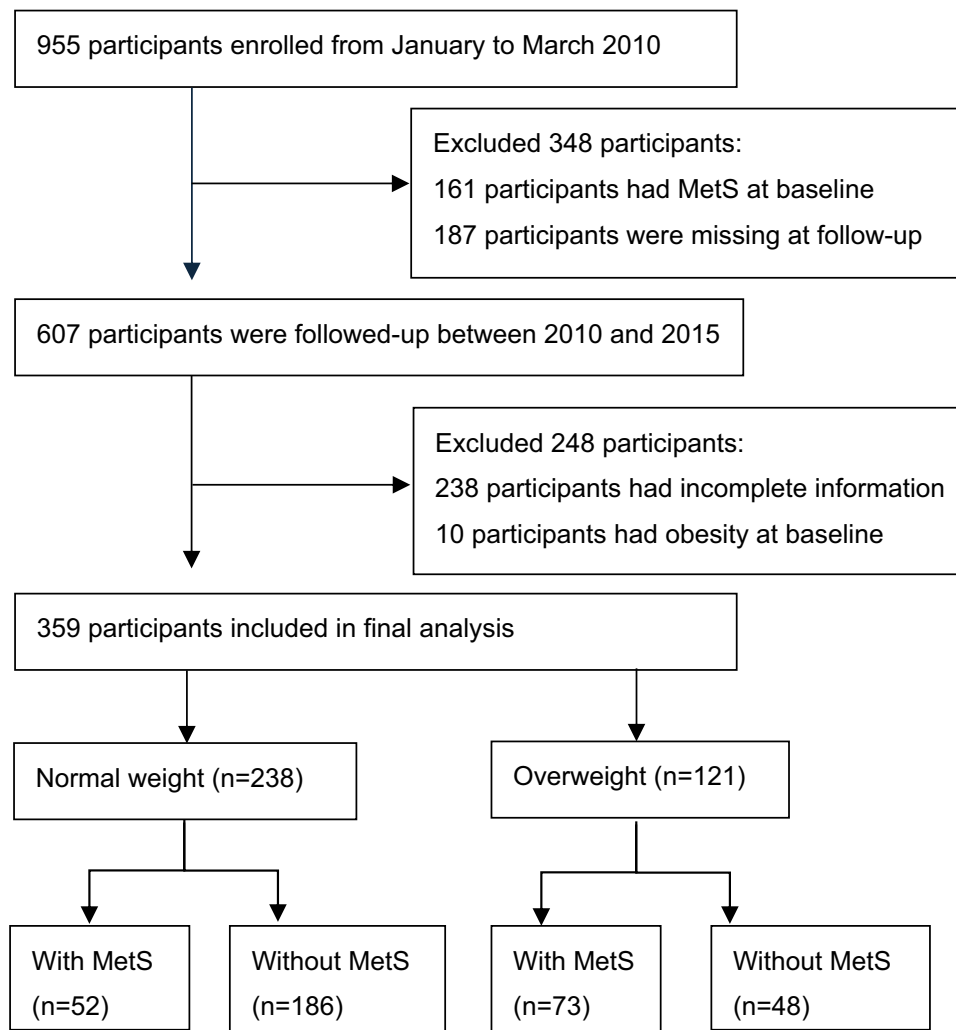 955 participants enrolled from January to March 2010
Excluded 348 participants:
161 participants had MetS at baseline
187 participants were missing at follow-up
607 participants were followed-up between 2010 and 2015
Excluded 248 participants:
238 participants had incomplete information
10 participants had obesity at baseline
359 participants included in final analysis
Normal weight (n=238)
Overweight (n=121)
With MetS
(n=52)
Without MetS
(n=186)
With MetS
(n=73)
Without MetS
(n=48)